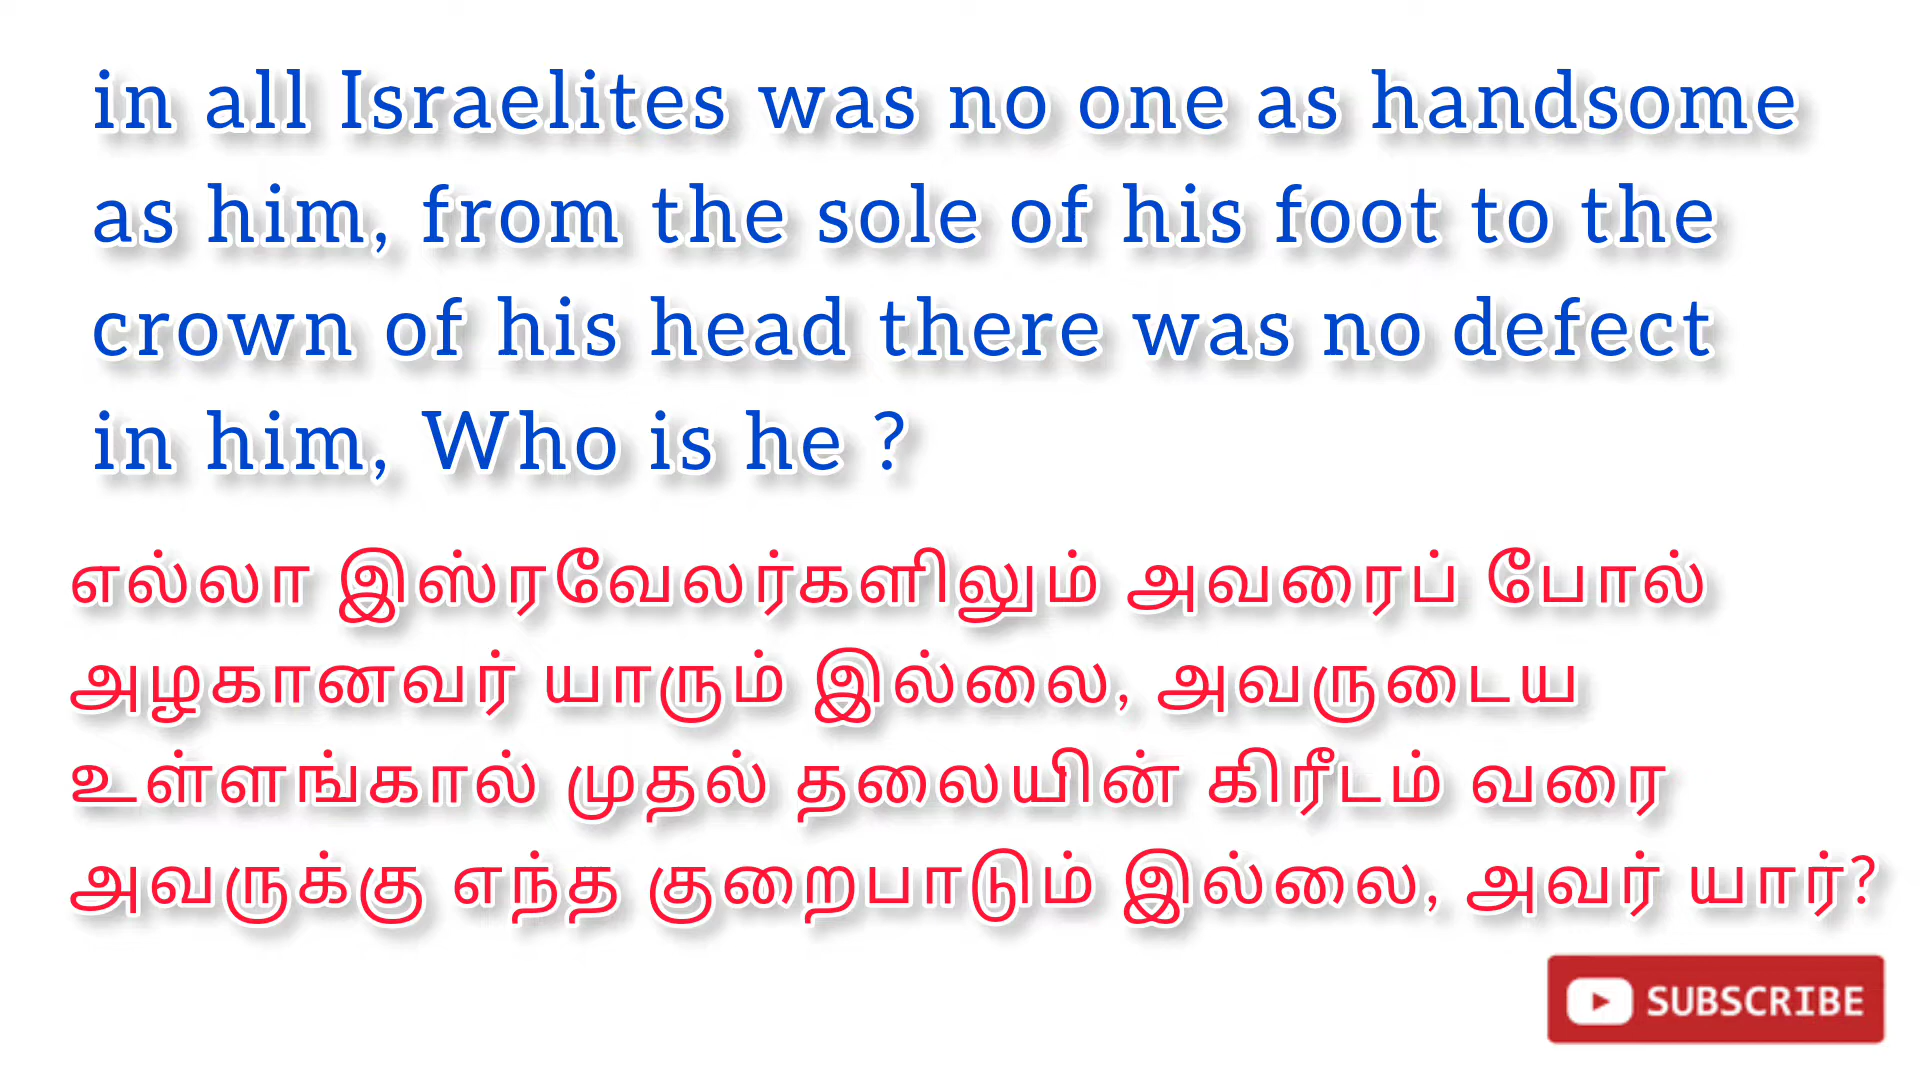 in all Israelites was no one as handsome
as him, from the sole of his foot to the
crown of his head there was no defect
in him, Who is he ?
எல்லா இஸ்ரவேலர்களிலும் அவரைப் போல்
அழகானவர் யாரும் இல்லை, அவருடைய
உள்ளங்கால் முதல் தலையின் கிரீடம் வரை
அவருக்கு எந்த குறைபாடும் இல்லை, அவர் யார்?
SUBSCRIBE